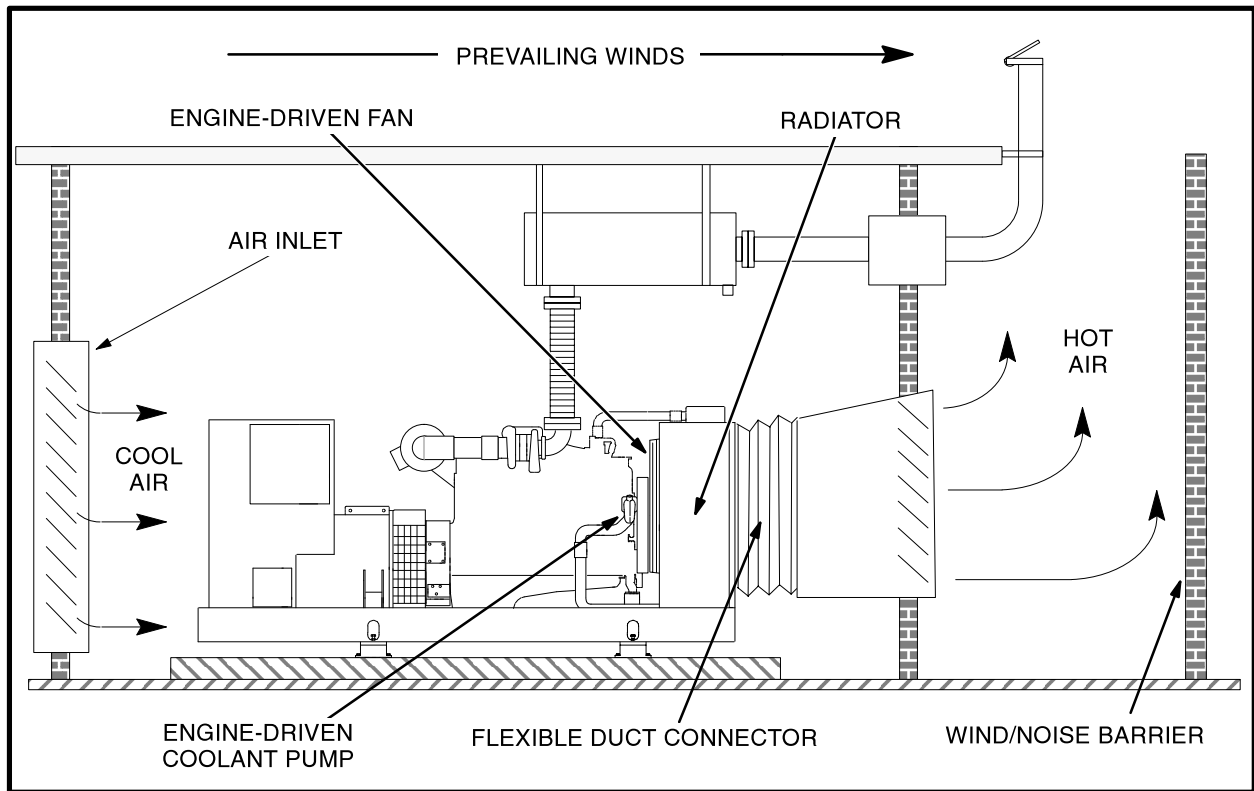 PREVAILING WINDS
ENGINE-DRIVEN FAN
RADIATOR
AIR INLET
HOT
AIR
COOL
AIR
ENGINE-DRIVEN
COOLANT PUMP
FLEXIBLE DUCT CONNECTOR
WIND/NOISE BARRIER